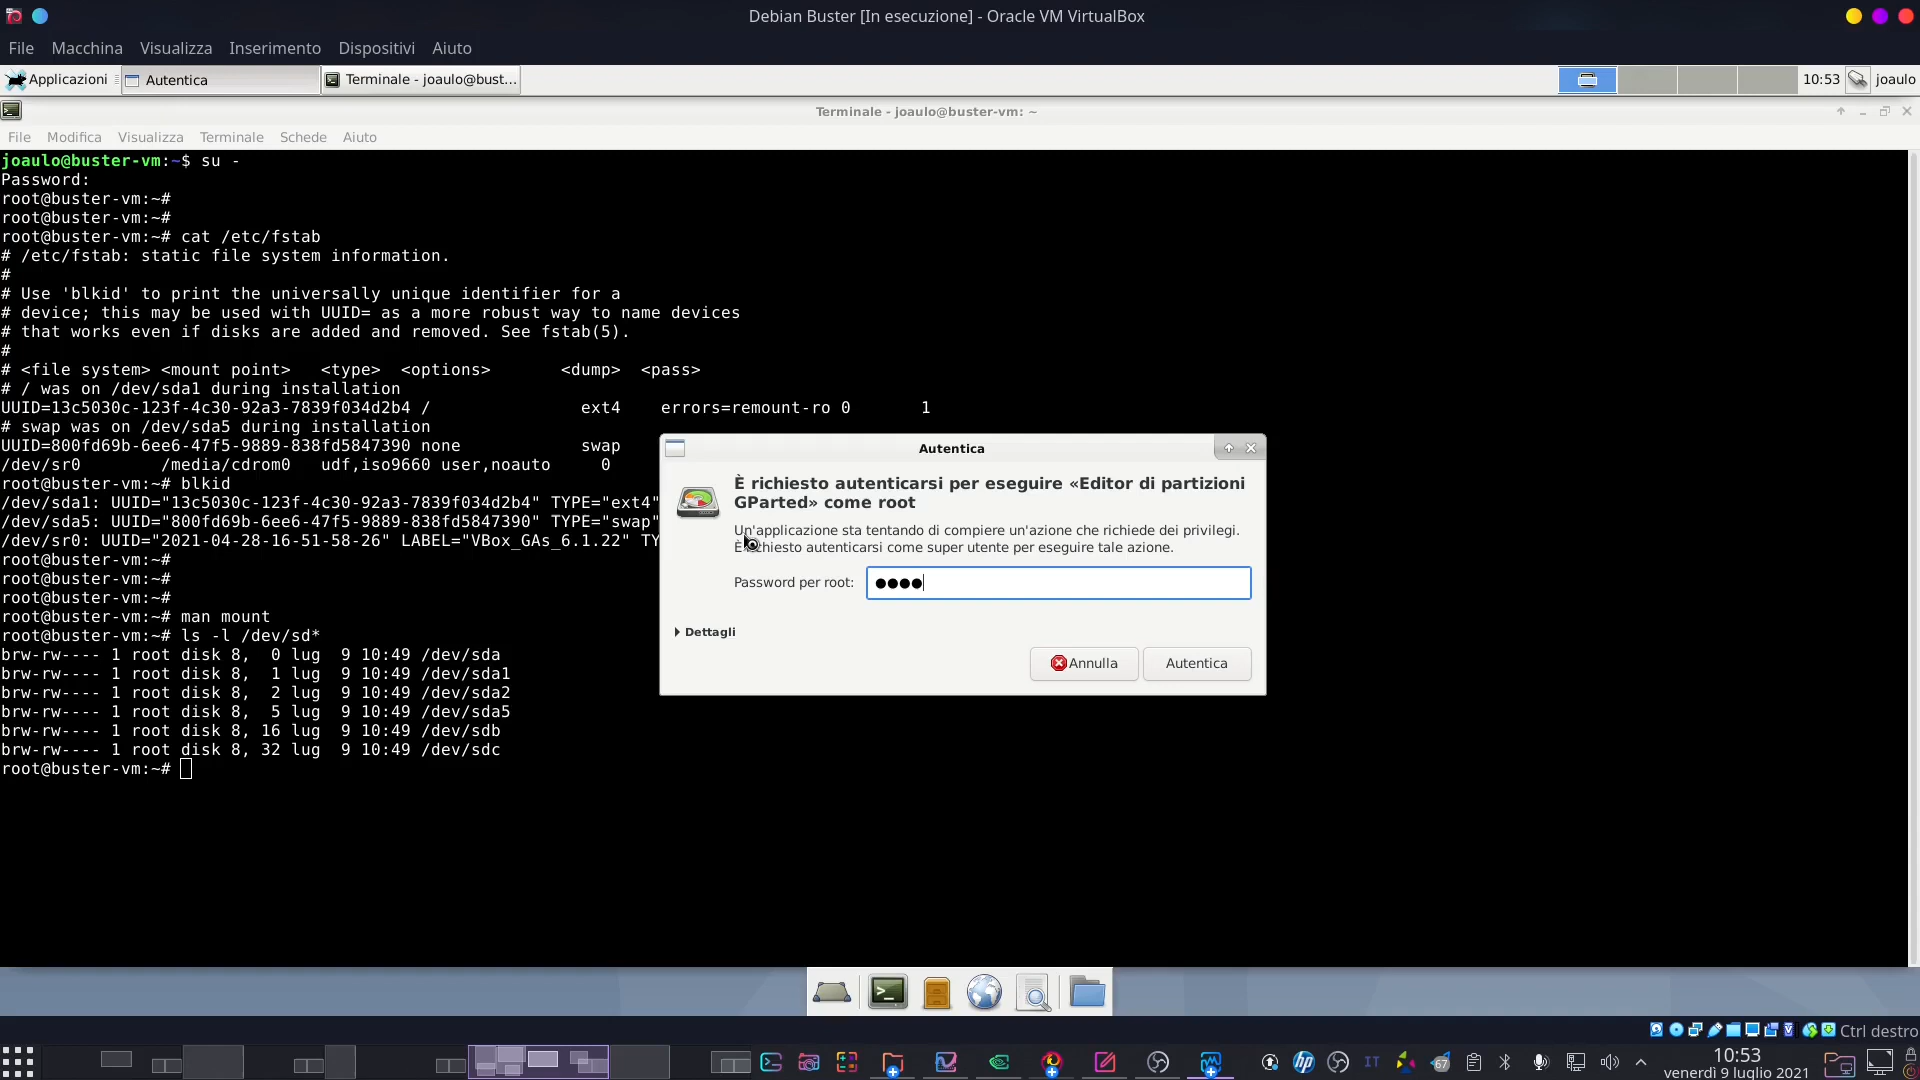 Debian Buster [In esecuzione] - Oracle VM VirtualBox
File Macchina Visualizza Inserimento Dispositivi Aiuto
Applicazioni Autentica Terminale - joaulo@bust... 10:53 joaulo
Terminale - joaulo@buster-vm: ~
File Modifica Visualizza Terminale Schede Aiuto
joaulo@buster-vm:~$ su -
Password:
root@buster-vm:~#
root@buster-vm:~#
root@buster-vm:~# cat /etc/fstab
# /etc/fstab: static file system information.
#
# Use 'blkid' to print the universally unique identifier for a
# device; this may be used with UUID= as a more robust way to name devices
# that works even if disks are added and removed. See fstab(5).
#
# <file system> <mount point>   <type>  <options>       <dump>  <pass>
# / was on /dev/sda1 during installation
UUID=13c5030c-123f-4c30-92a3-7839f034d2b4 /               ext4    errors=remount-ro 0       1
# swap was on /dev/sda5 during installation
UUID=800fd69b-6ee6-47f5-9889-838fd5847390 none            swap
/dev/sr0        /media/cdrom0   udf,iso9660 user,noauto     0
root@buster-vm:~# blkid
/dev/sda1: UUID="13c5030c-123f-4c30-92a3-7839f034d2b4" TYPE="ext4"
/dev/sda5: UUID="800fd69b-6ee6-47f5-9889-838fd5847390" TYPE="swap"
/dev/sr0: UUID="2021-04-28-16-51-58-26" LABEL="VBox_GAs_6.1.22" TY
root@buster-vm:~#
root@buster-vm:~#
root@buster-vm:~#
root@buster-vm:~# man mount
root@buster-vm:~# ls -l /dev/sd*
brw-rw---- 1 root disk 8,  0 lug  9 10:49 /dev/sda
brw-rw---- 1 root disk 8,  1 lug  9 10:49 /dev/sda1
brw-rw---- 1 root disk 8,  2 lug  9 10:49 /dev/sda2
brw-rw---- 1 root disk 8,  5 lug  9 10:49 /dev/sda5
brw-rw---- 1 root disk 8, 16 lug  9 10:49 /dev/sdb
brw-rw---- 1 root disk 8, 32 lug  9 10:49 /dev/sdc
root@buster-vm:~#
Autentica
È richiesto autenticarsi per eseguire «Editor di partizioni
GParted» come root
Un'applicazione sta tentando di compiere un'azione che richiede dei privilegi.
È richiesto autenticarsi come super utente per eseguire tale azione.
Password per root: ●●●●
Dettagli
Annulla Autentica
Ctrl destro
IT 67 10:53
venerdì 9 luglio 2021